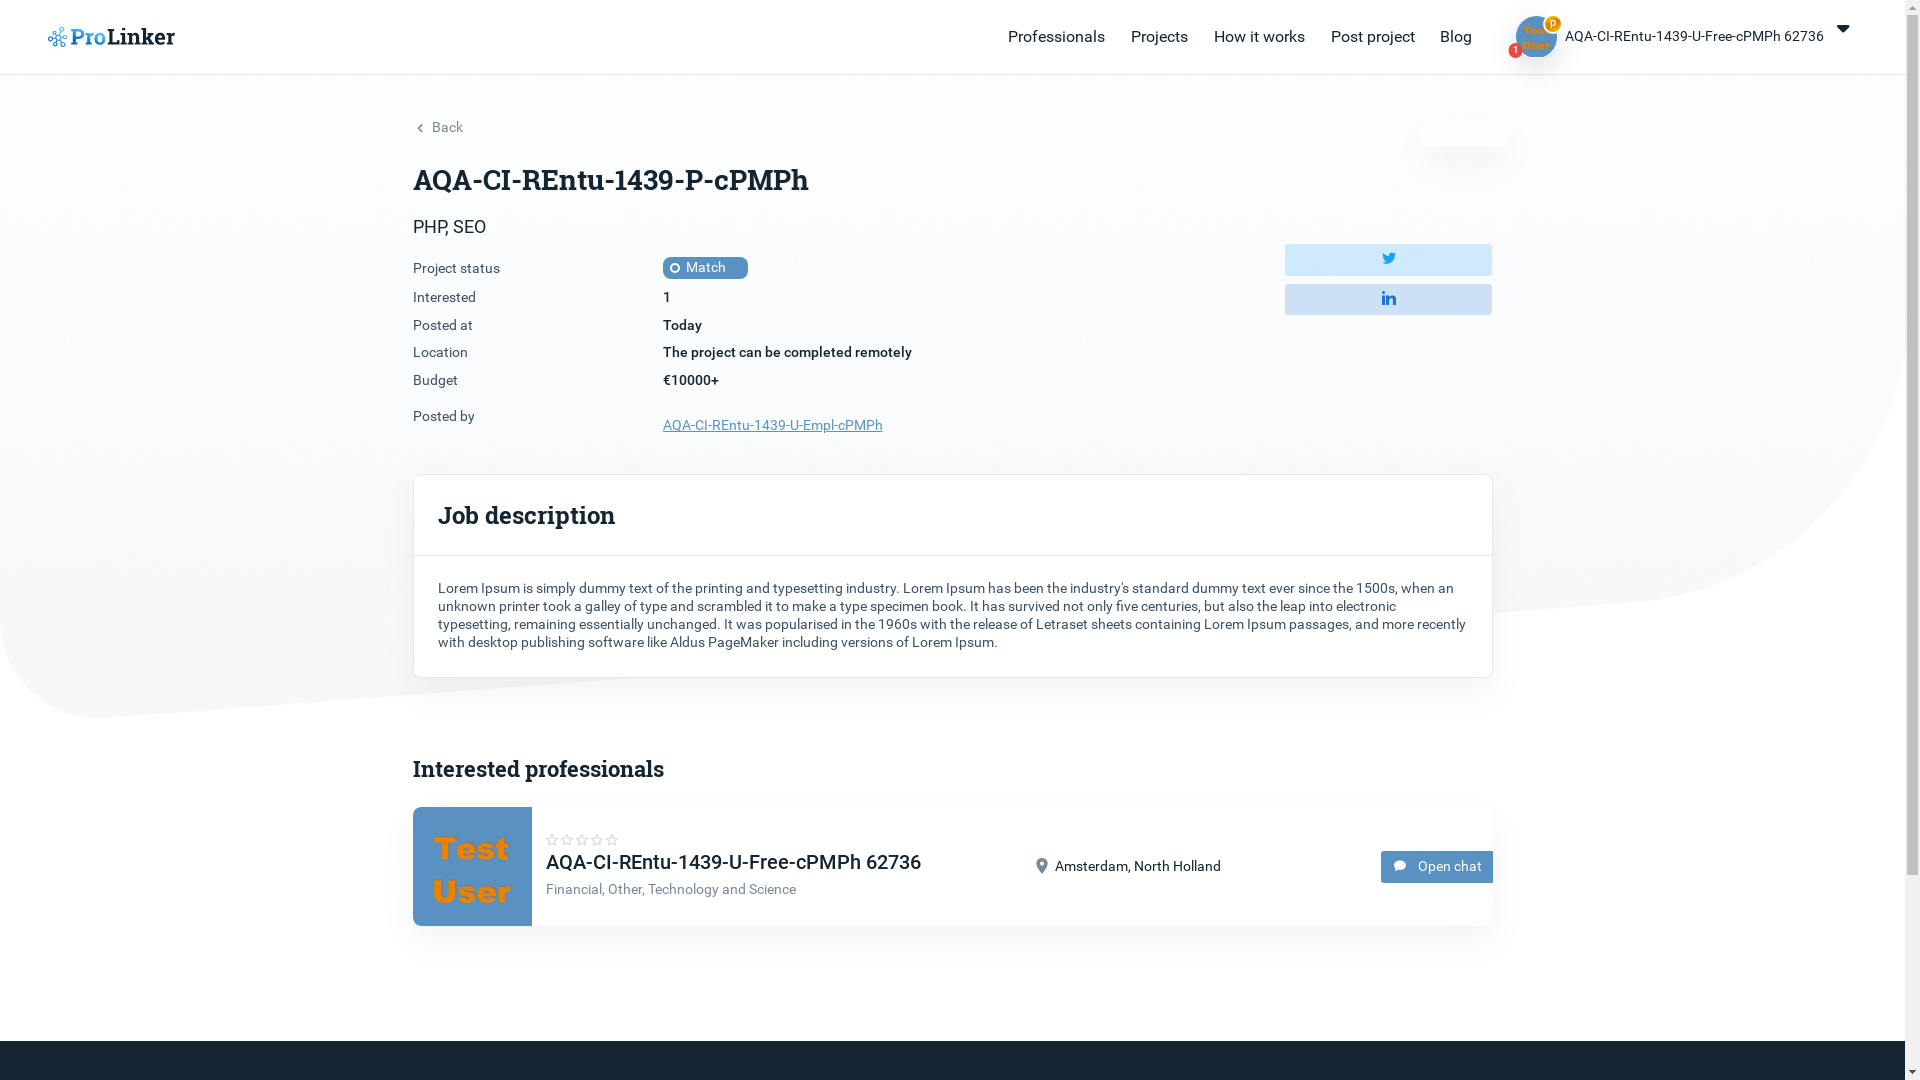 ProLinker
Professionals Projects How it works Post project Blog
p
1
AQA-CI-REntu-1439-U-Free-cPMPh 62736
Back
AQA-CI-REntu-1439-P-cPMPh
PHP, SEO
Project status Match
Interested 1
Posted at Today
Location The project can be completed remotely
Budget €10000+
Posted by AQA-CI-REntu-1439-U-Empl-cPMPh
in
Job description
Lorem Ipsum is simply dummy text of the printing and typesetting industry. Lorem Ipsum has been the industry's standard dummy text ever since the 1500s, when an
unknown printer took a galley of type and scrambled it to make a type specimen book. It has survived not only five centuries, but also the leap into electronic
typesetting, remaining essentially unchanged. It was popularised in the 1960s with the release of Letraset sheets containing Lorem Ipsum passages, and more recently
with desktop publishing software like Aldus PageMaker including versions of Lorem Ipsum.
Interested professionals
Test
User
AQA-CI-REntu-1439-U-Free-cPMPh 62736
Financial, Other, Technology and Science
Amsterdam, North Holland
Open chat